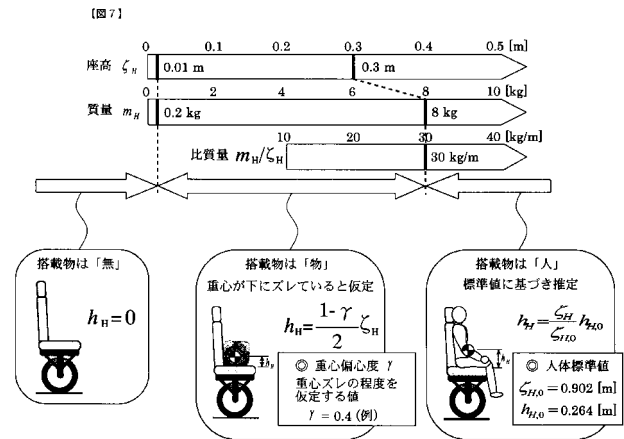 【図7】
0 0.1 0.2 0.3 0.4 0.5 [m]
座高 ζH 0.01 m 0.3 m
0 2 4 6 8 10 [kg]
質量 mH 0.2 kg 8 kg
10 20 30 40 [kg/m]
比質量 mH/ζH 30 kg/m
搭載物は「無」
hH=0
搭載物は「物」
重心が下にズレていると仮定
hH=1-γ/2 ζH
hH
◎ 重心偏心度 γ
重心ズレの程度を
仮定する値
γ = 0.4 (例)
搭載物は「人」
標準値に基づき推定
hH=ζH/ζH,0 hH,0
hH
◎ 人体標準値
ζH,0=0.902 [m]
hH,0=0.264 [m]